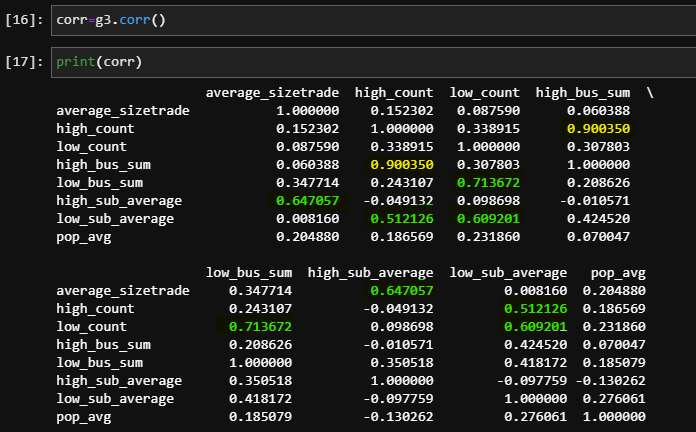 [16]: corr=g3.corr()
[17]: print(corr)
average_sizetrade high_count low_count high_bus_sum \
average_sizetrade 1.000000 0.152302 0.087590 0.060388
high_count 0.152302 1.000000 0.338915 0.900350
low_count 0.087590 0.338915 1.000000 0.307803
high_bus_sum 0.060388 0.900350 0.307803 1.000000
low_bus_sum 0.347714 0.243107 0.713672 0.208626
high_sub_average 0.647057 -0.049132 0.098698 -0.010571
low_sub_average 0.008160 0.512126 0.609201 0.424520
pop_avg 0.204880 0.186569 0.231860 0.070047
low_bus_sum high_sub_average low_sub_average pop_avg
average_sizetrade 0.347714 0.647057 0.008160 0.204880
high_count 0.243107 -0.049132 0.512126 0.186569
low_count 0.713672 0.098698 0.609201 0.231860
high_bus_sum 0.208626 -0.010571 0.424520 0.070047
low_bus_sum 1.000000 0.350518 0.418172 0.185079
high_sub_average 0.350518 1.000000 -0.097759 -0.130262
low_sub_average 0.418172 -0.097759 1.000000 0.276061
pop_avg 0.185079 -0.130262 0.276061 1.000000